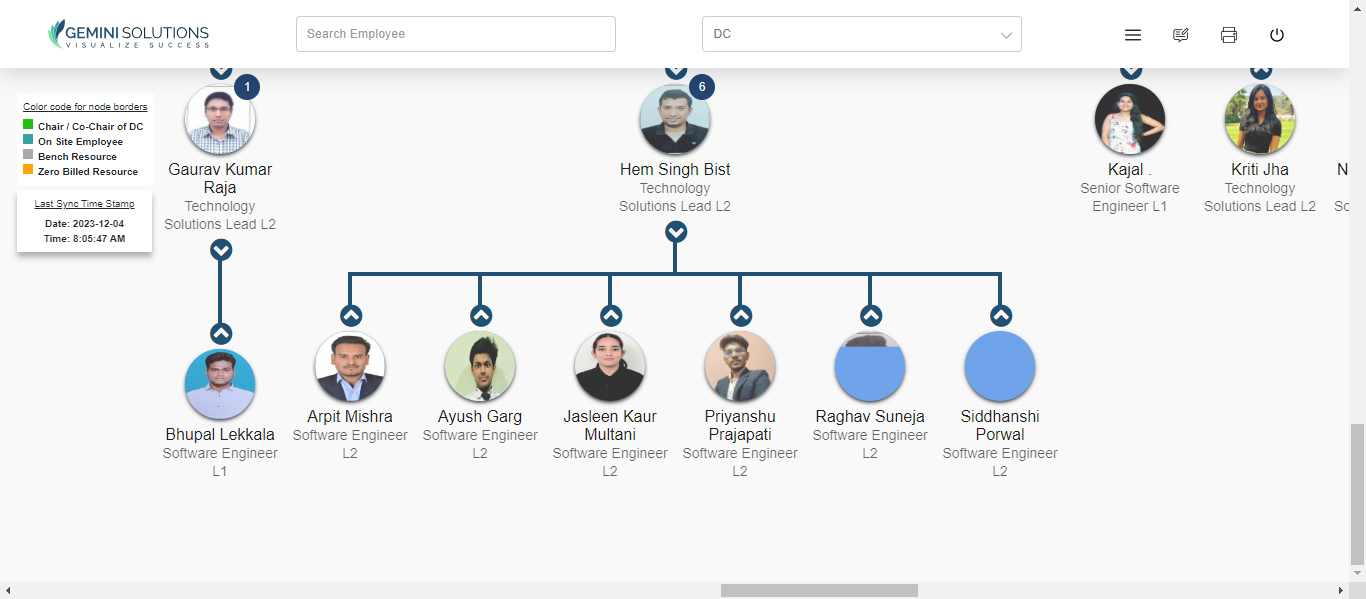 GEMINI SOLUTIONS
VISUALIZE SUCCESS
Search Employee
DC
Color code for node borders
Chair / Co-Chair of DC
On Site Employee
Bench Resource
Zero Billed Resource
Last Sync Time Stamp
Date: 2023-12-04
Time: 8:05:47 AM
1
Gaurav Kumar
Raja
Technology
Solutions Lead L2
6
Hem Singh Bist
Technology
Solutions Lead L2
Kajal .
Senior Software
Engineer L1
Kriti Jha
Technology
Solutions Lead L2
N
So
Bhupal Lekkala
Software Engineer
L1
Arpit Mishra
Software Engineer
L2
Ayush Garg
Software Engineer
L2
Jasleen Kaur
Multani
Software Engineer
L2
Priyanshu
Prajapati
Software Engineer
L2
Raghav Suneja
Software Engineer
L2
Siddhanshi
Porwal
Software Engineer
L2